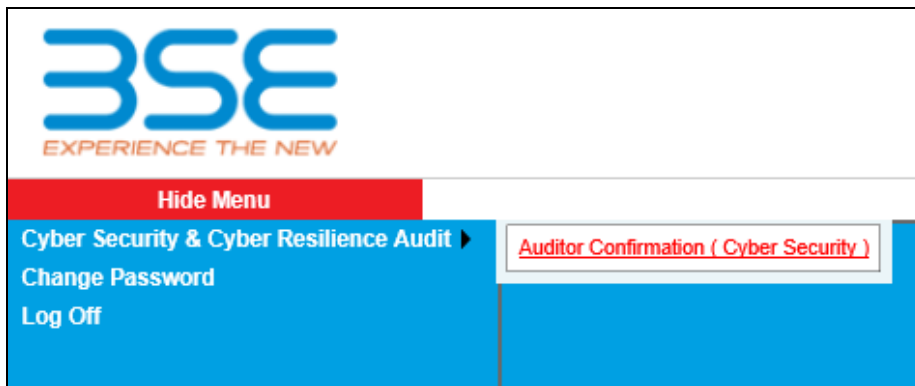 BSE
EXPERIENCE THE NEW
Hide Menu
Cyber Security & Cyber Resilience Audit
Auditor Confirmation ( Cyber Security )
Change Password
Log Off